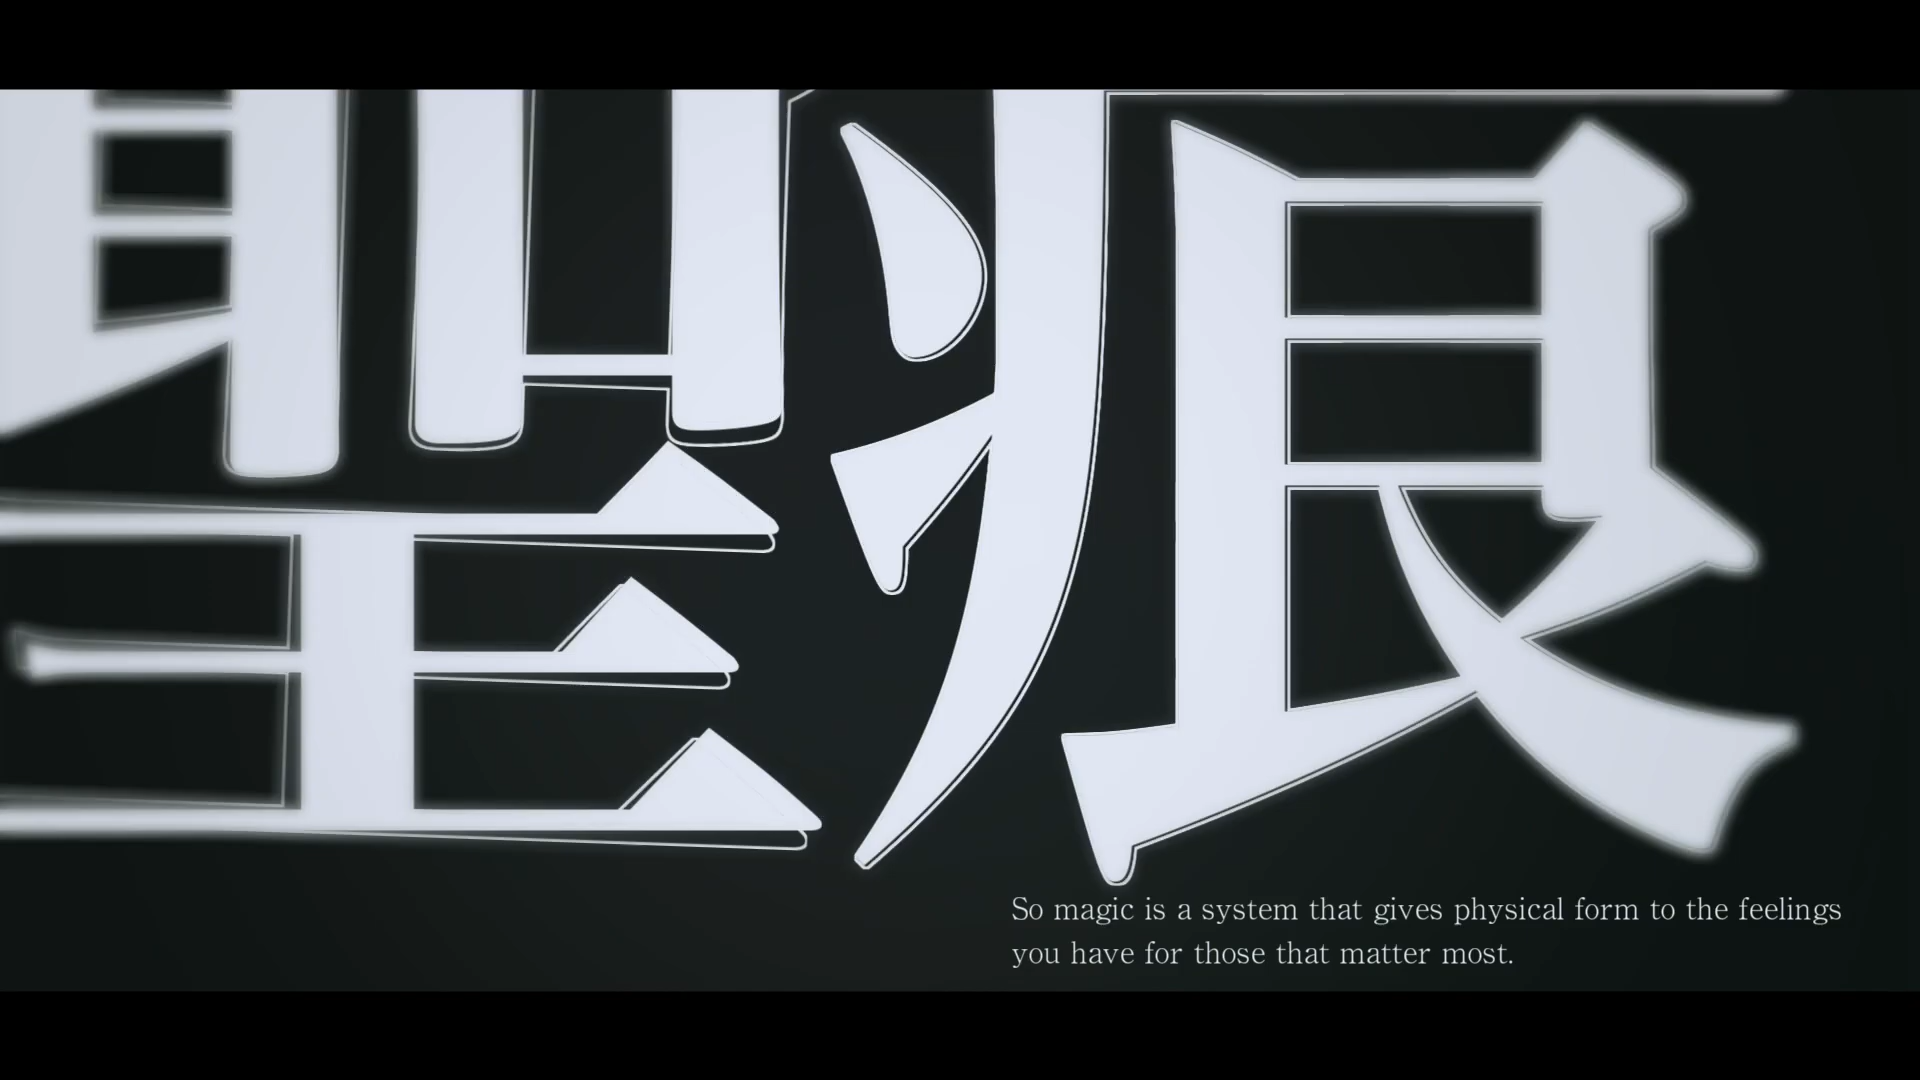 聖痕
So magic is a system that gives physical form to the feelings
you have for those that matter most.